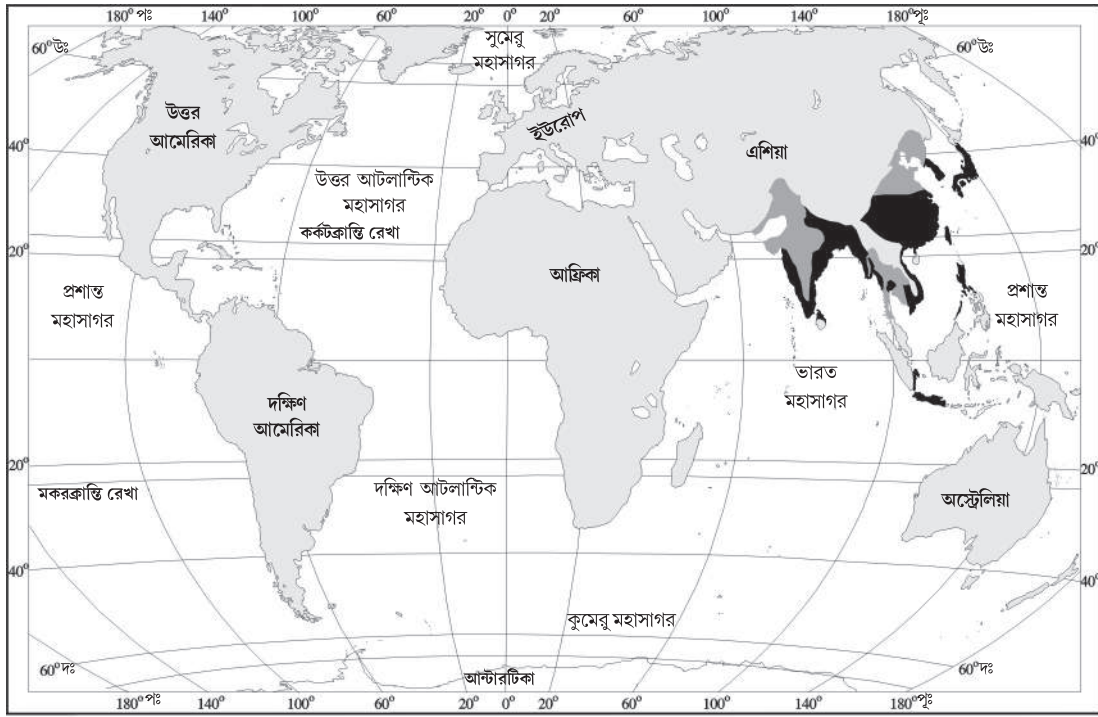 180° পঃ 140° 100° 60° 20° 0° 20° 60° 100° 140° 180°পূঃ
60°উঃ 60°উঃ
সুমেরু
মহাসাগর
উত্তর
আমেরিকা
ইউরোপ
এশিয়া
40° 40°
উত্তর আটলান্টিক
মহাসাগর
কর্কটক্রান্তি রেখা
20° 20°
আফ্রিকা
প্রশান্ত
মহাসাগর
প্রশান্ত
মহাসাগর
ভারত
মহাসাগর
দক্ষিণ
আমেরিকা
20° 20°
মকরক্রান্তি রেখা
দক্ষিণ আটলান্টিক
মহাসাগর
অস্ট্রেলিয়া
40° 40°
কুমেরু মহাসাগর
60°দঃ 60°দঃ
আন্টারটিকা
180°পঃ 140° 100° 60° 20° 0° 20° 60° 100° 140° 180°পূঃ